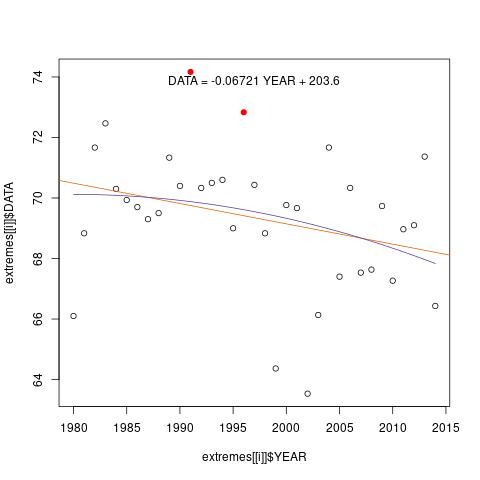 DATA = -0.06721 YEAR + 203.6
74
72
70
68
66
64
extremes[[i]]$DATA
1980 1985 1990 1995 2000 2005 2010 2015
extremes[[i]]$YEAR